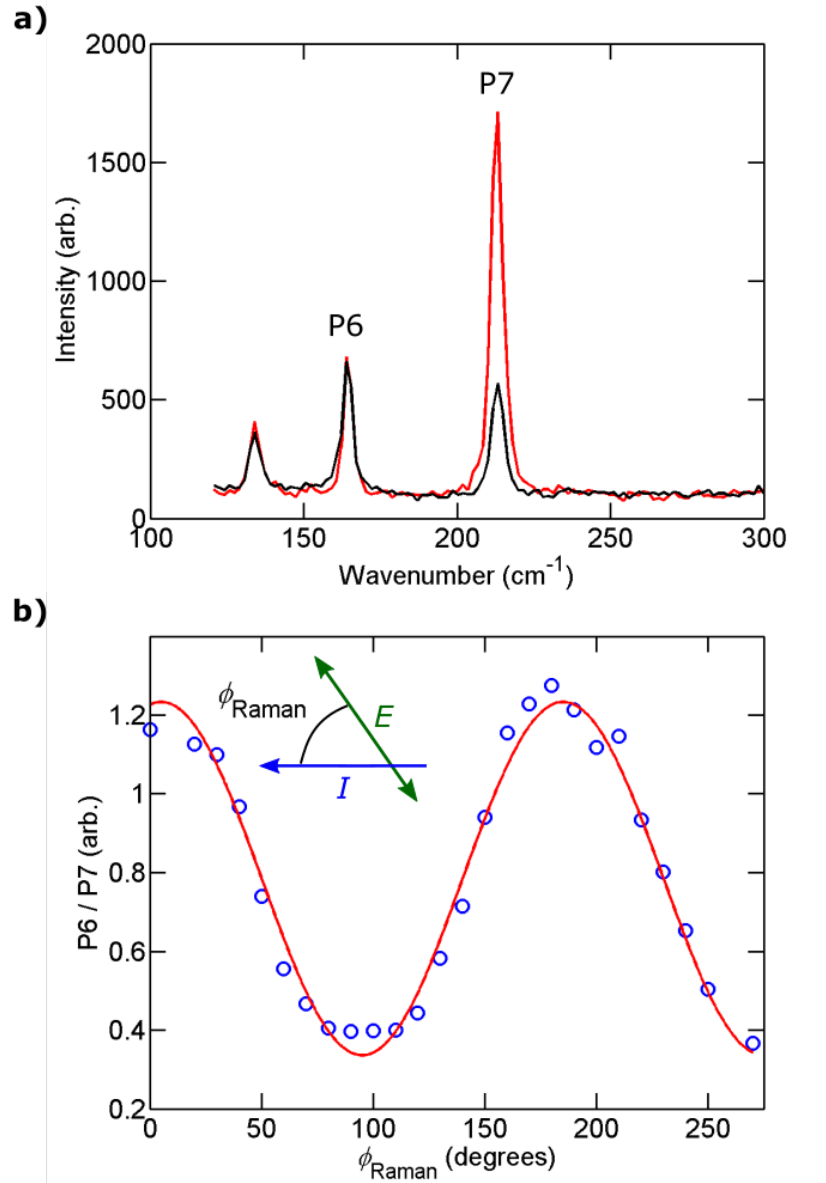 a)
2000
1500
1000
500
0
Intensity (arb.)
P7
P6
100
150
200
250
300
Wavenumber (cm⁻¹)
b)
1.2
1
0.8
0.6
0.4
0.2
P6 / P7 (arb.)
ϕRaman
E
I
0
50
100
150
200
250
ϕRaman (degrees)